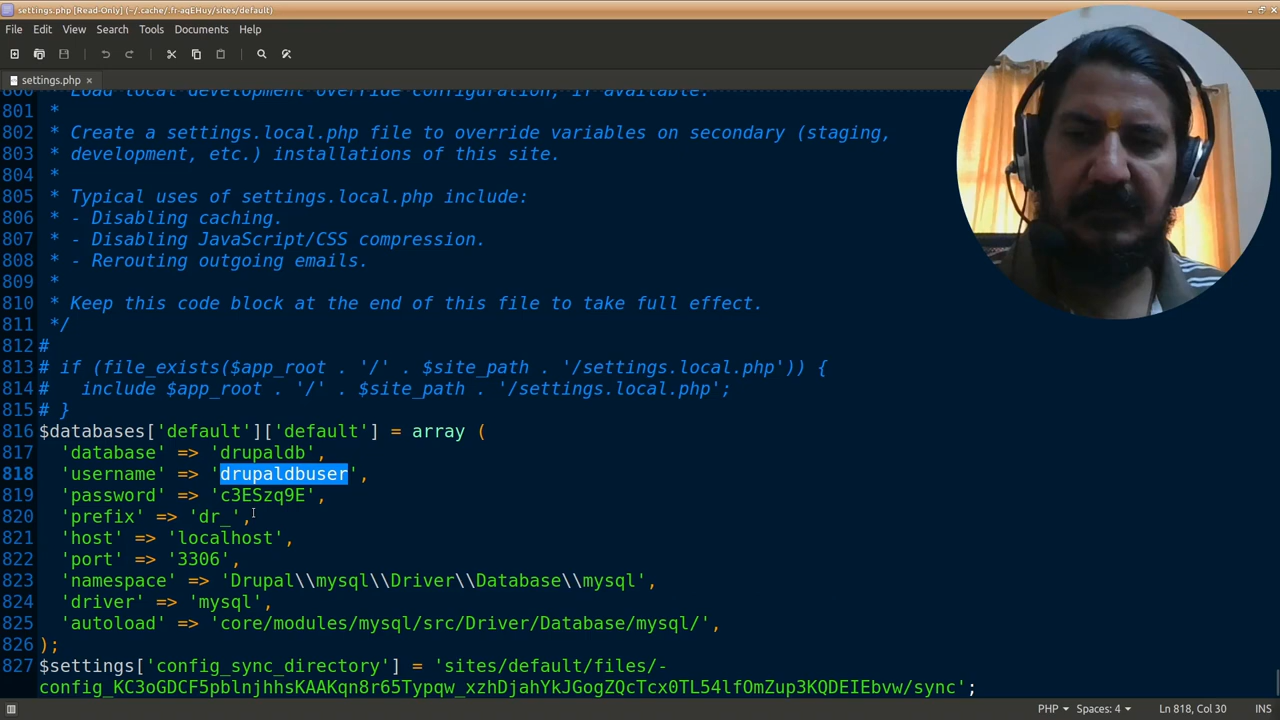 settings.php [Read-Only] (~/.cache/.fr-aqEHuy/sites/default)
File Edit View Search Tools Documents Help
settings.php ×
800 * Load local development override configuration, if available.
801 *
802 * Create a settings.local.php file to override variables on secondary (staging,
803 * development, etc.) installations of this site.
804 *
805 * Typical uses of settings.local.php include:
806 * - Disabling caching.
807 * - Disabling JavaScript/CSS compression.
808 * - Rerouting outgoing emails.
809 *
810 * Keep this code block at the end of this file to take full effect.
811 */
812 #
813 # if (file_exists($app_root . '/' . $site_path . '/settings.local.php')) {
814 #   include $app_root . '/' . $site_path . '/settings.local.php';
815 # }
816 $databases['default']['default'] = array (
817   'database' => 'drupaldb',
818   'username' => 'drupaldbuser',
819   'password' => 'c3ESzq9E',
820   'prefix' => 'dr_',
821   'host' => 'localhost',
822   'port' => '3306',
823   'namespace' => 'Drupal\\mysql\\Driver\\Database\\mysql',
824   'driver' => 'mysql',
825   'autoload' => 'core/modules/mysql/src/Driver/Database/mysql/',
826 );
827 $settings['config_sync_directory'] = 'sites/default/files/-
config_KC3oGDCF5pblnjhhsKAAKqn8r65Typqw_xzhDjahYkJGogZQcTcx0TL54lfOmZup3KQDEIEbvw/sync';
PHP Spaces: 4 Ln 818, Col 30 INS